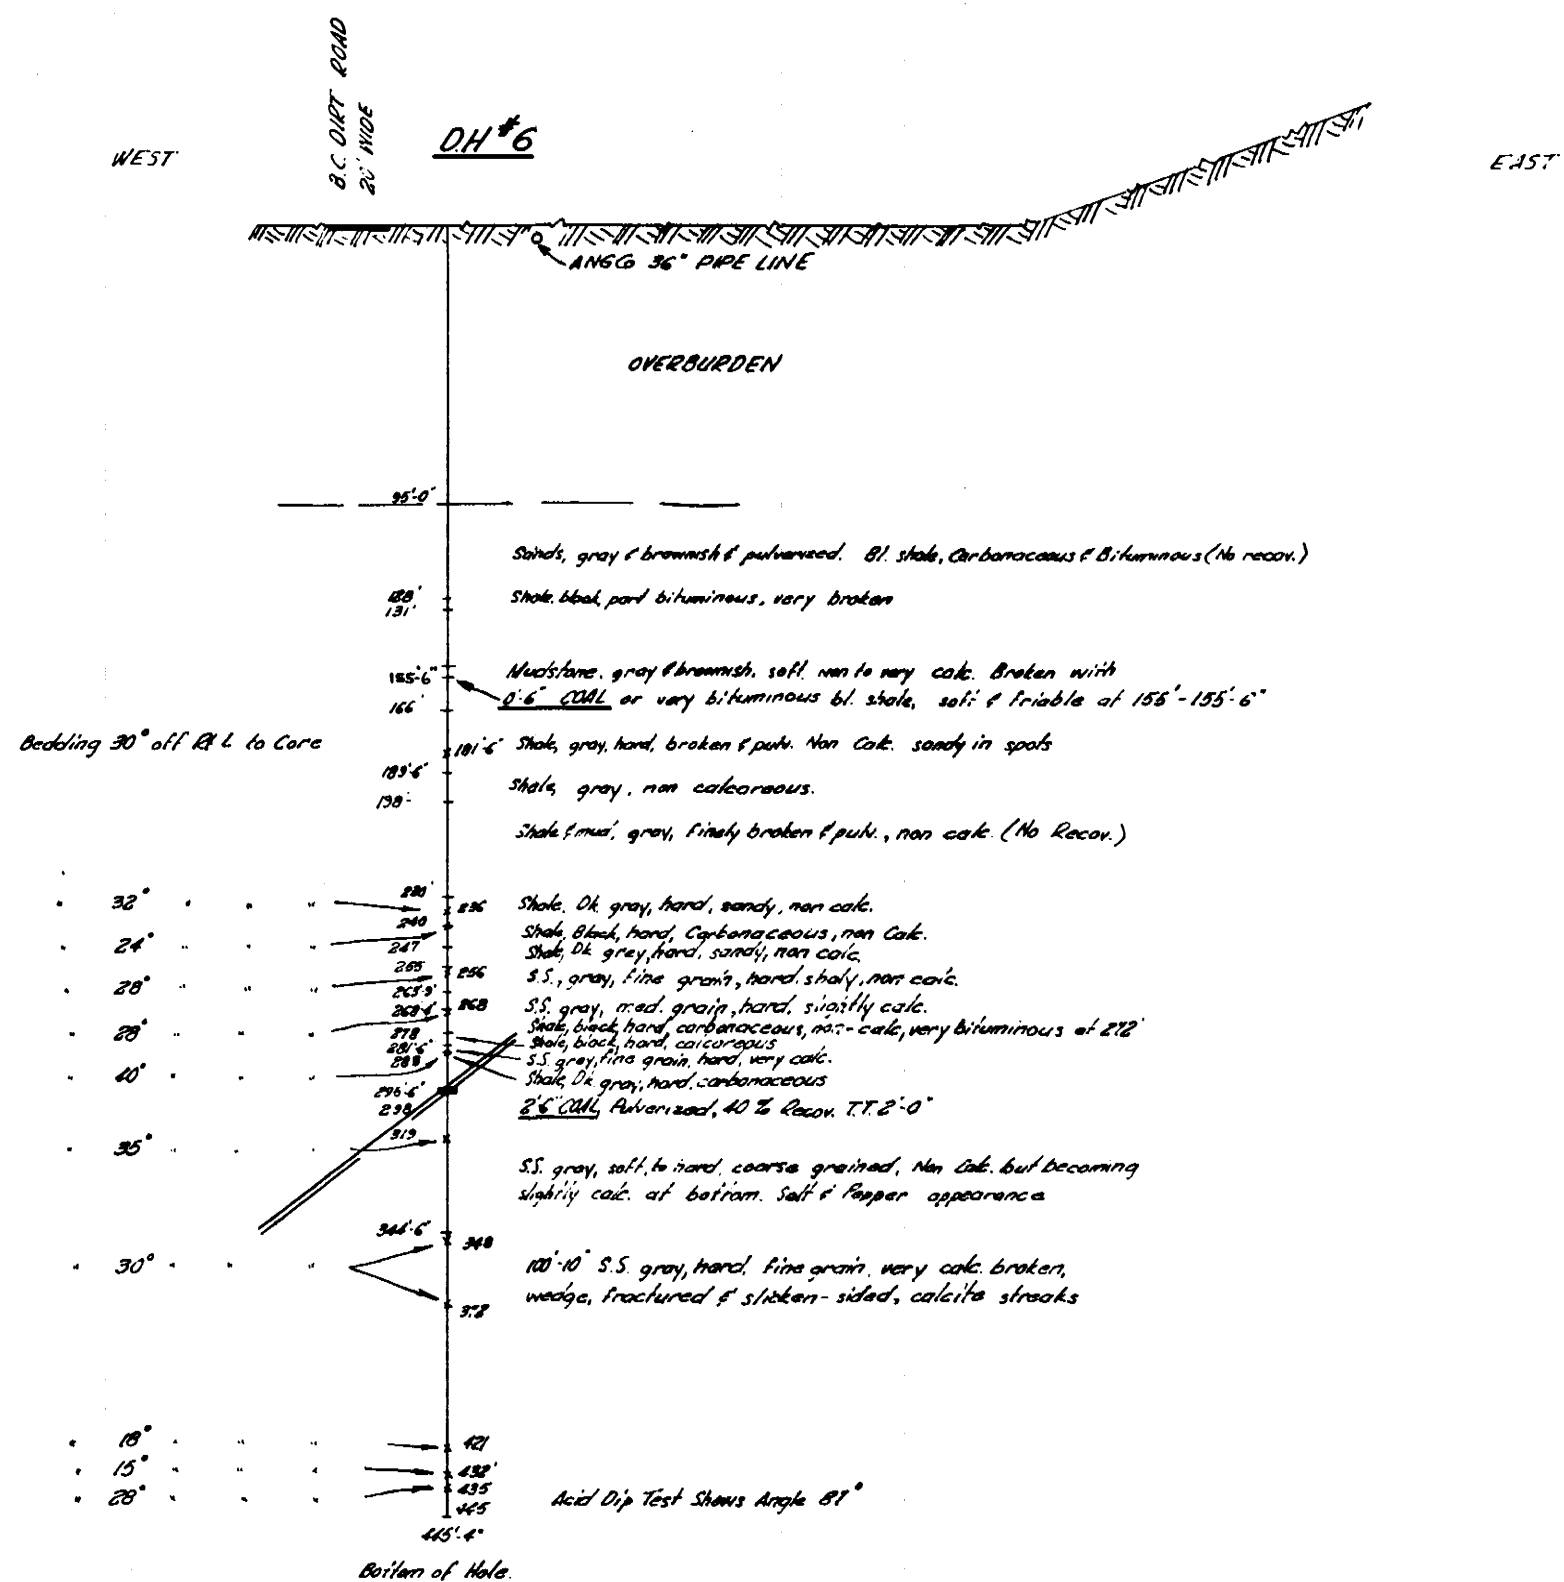 B.C. DIRT ROAD
20' WIDE
D.H #6
WEST
EAST
ANGCo 36" PIPE LINE
OVERBURDEN
95'-0"
Sands, gray & brownish & pulverized. Bl. shale, Carbonaceous & Bituminous (No recov.)
Shale, black, part bituminous, very broken
131'
Mudstone, gray & brownish, soft, non to very calc. Broken with
155'-6"
0'-6" COAL or very bituminous bl. shale, soft & friable at 155'-155'-6"
166'
Bedding 30° off to Core
181'6" Shale, gray, hard, broken & pulv. Non Calc. sandy in spots
189'6"
Shale, gray, non calcareous.
198'
Shale & mud, gray, finely broken & pulv., non calc. (No Recov.)
" 32° " " "
236 Shale, Dk gray, hard, sandy, non calc.
240
Shale, Black, hard, Carbonaceous, non Calc.
" 24° " " "
247
Shale, Dk grey, hard, sandy, non calc.
256 S.S., gray, fine grain, hard, shaly, non calc.
" 28° " " "
265'-9"
268 S.S. gray, med. grain, hard, slightly calc.
Shale, black, hard, carbonaceous, non-calc, very bituminous at 272'
" 28° " " "
278
Shale, black, hard, calcareous
281'-6"
S.S. grey, fine grain, hard, very calc.
" 40° " " "
Shale, Dk gray, hard, carbonaceous
296'-6"
298
2'6" COAL, Pulverized, 40% Recov. T.T. 2'-0"
319
" 35° " " "
S.S. gray, soft, to hard, coarse grained, Non Calc. but becoming
slightly calc. at bottom. Salt & Pepper appearance
344'-6"
348
" 30° " " "
100'-10" S.S. gray, hard, fine grain, very calc. broken,
wedge, fractured & slicken-sided, calcite streaks
372
" 18° " " " 421
" 15° " " " 432'
" 28° " " " 435
445
Acid Dip Test Shows Angle 87°
445'-4"
Bottom of Hole.